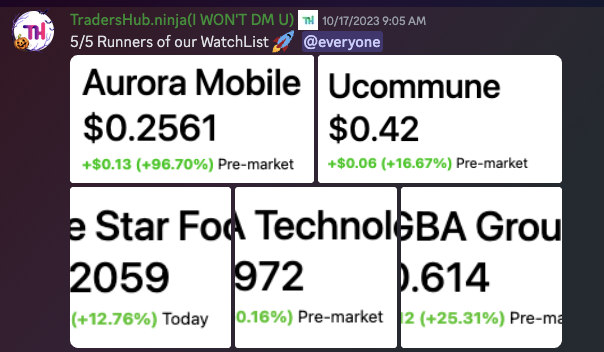 TradersHub.ninja(I WON'T DM U) TH 10/17/2023 9:05 AM
5/5 Runners of our WatchList 🚀 @everyone
Aurora Mobile
$0.2561
+$0.13 (+96.70%) Pre-market
Ucommune
$0.42
+$0.06 (+16.67%) Pre-market
e Star Foo
2059
(+12.76%) Today
A Technol
972
0.16%) Pre-market
GBA Grou
0.614
12 (+25.31%) Pre-ma